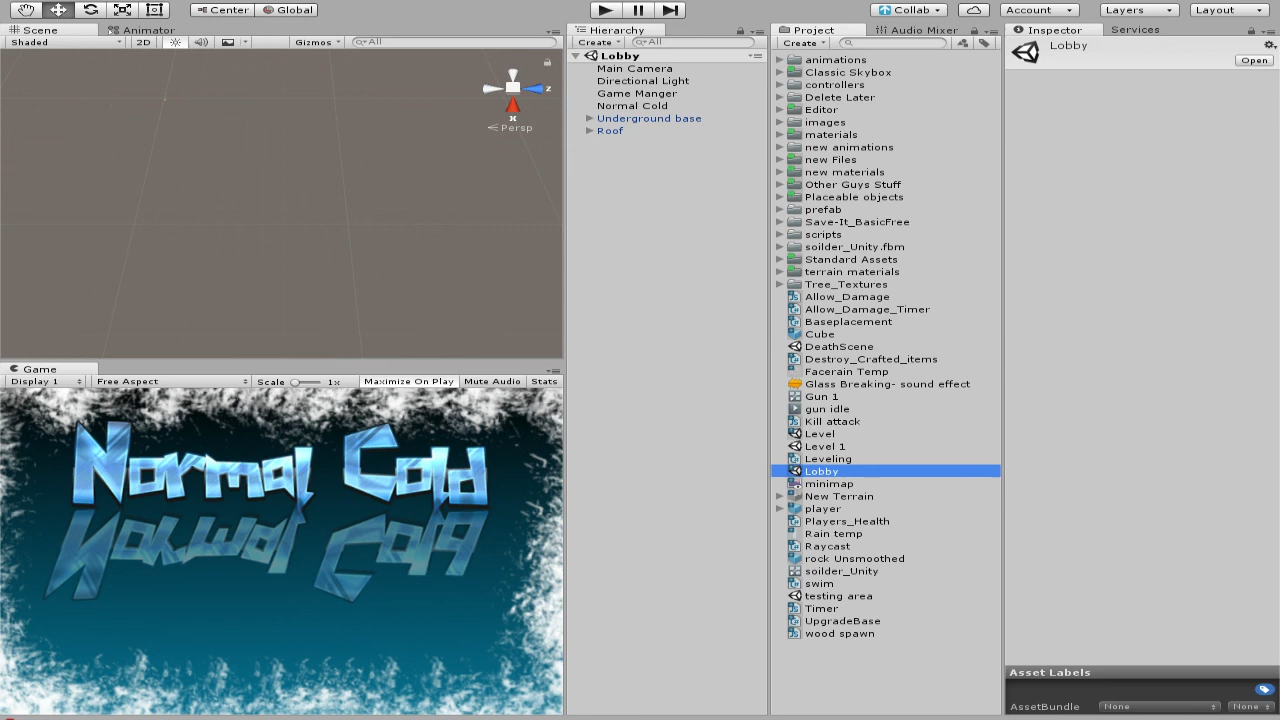 Center Global Collab Account Layers Layout
Scene Animator
Shaded 2D Gizmos All
z
x
Persp
Game
Display 1 Free Aspect Scale 1x Maximize On Play Mute Audio Stats
Normal Cold
Normal Cold
Hierarchy
Create All
Lobby
Main Camera
Directional Light
Game Manger
Normal Cold
Underground base
Roof
Project Audio Mixer
Create
animations
Classic Skybox
controllers
Delete Later
Editor
images
materials
new animations
new Files
new materials
Other Guys Stuff
Placeable objects
prefab
Save-It_BasicFree
scripts
soilder_Unity.fbm
Standard Assets
terrain materials
Tree_Textures
Allow_Damage
Allow_Damage_Timer
Baseplacement
Cube
DeathScene
Destroy_Crafted_items
Facerain Temp
Glass Breaking- sound effect
Gun 1
gun idle
Kill attack
Level
Level 1
Leveling
Lobby
minimap
New Terrain
player
Players_Health
Rain temp
Raycast
rock Unsmoothed
soilder_Unity
swim
testing area
Timer
UpgradeBase
wood spawn
Inspector Services
Lobby
Open
Asset Labels
AssetBundle None None